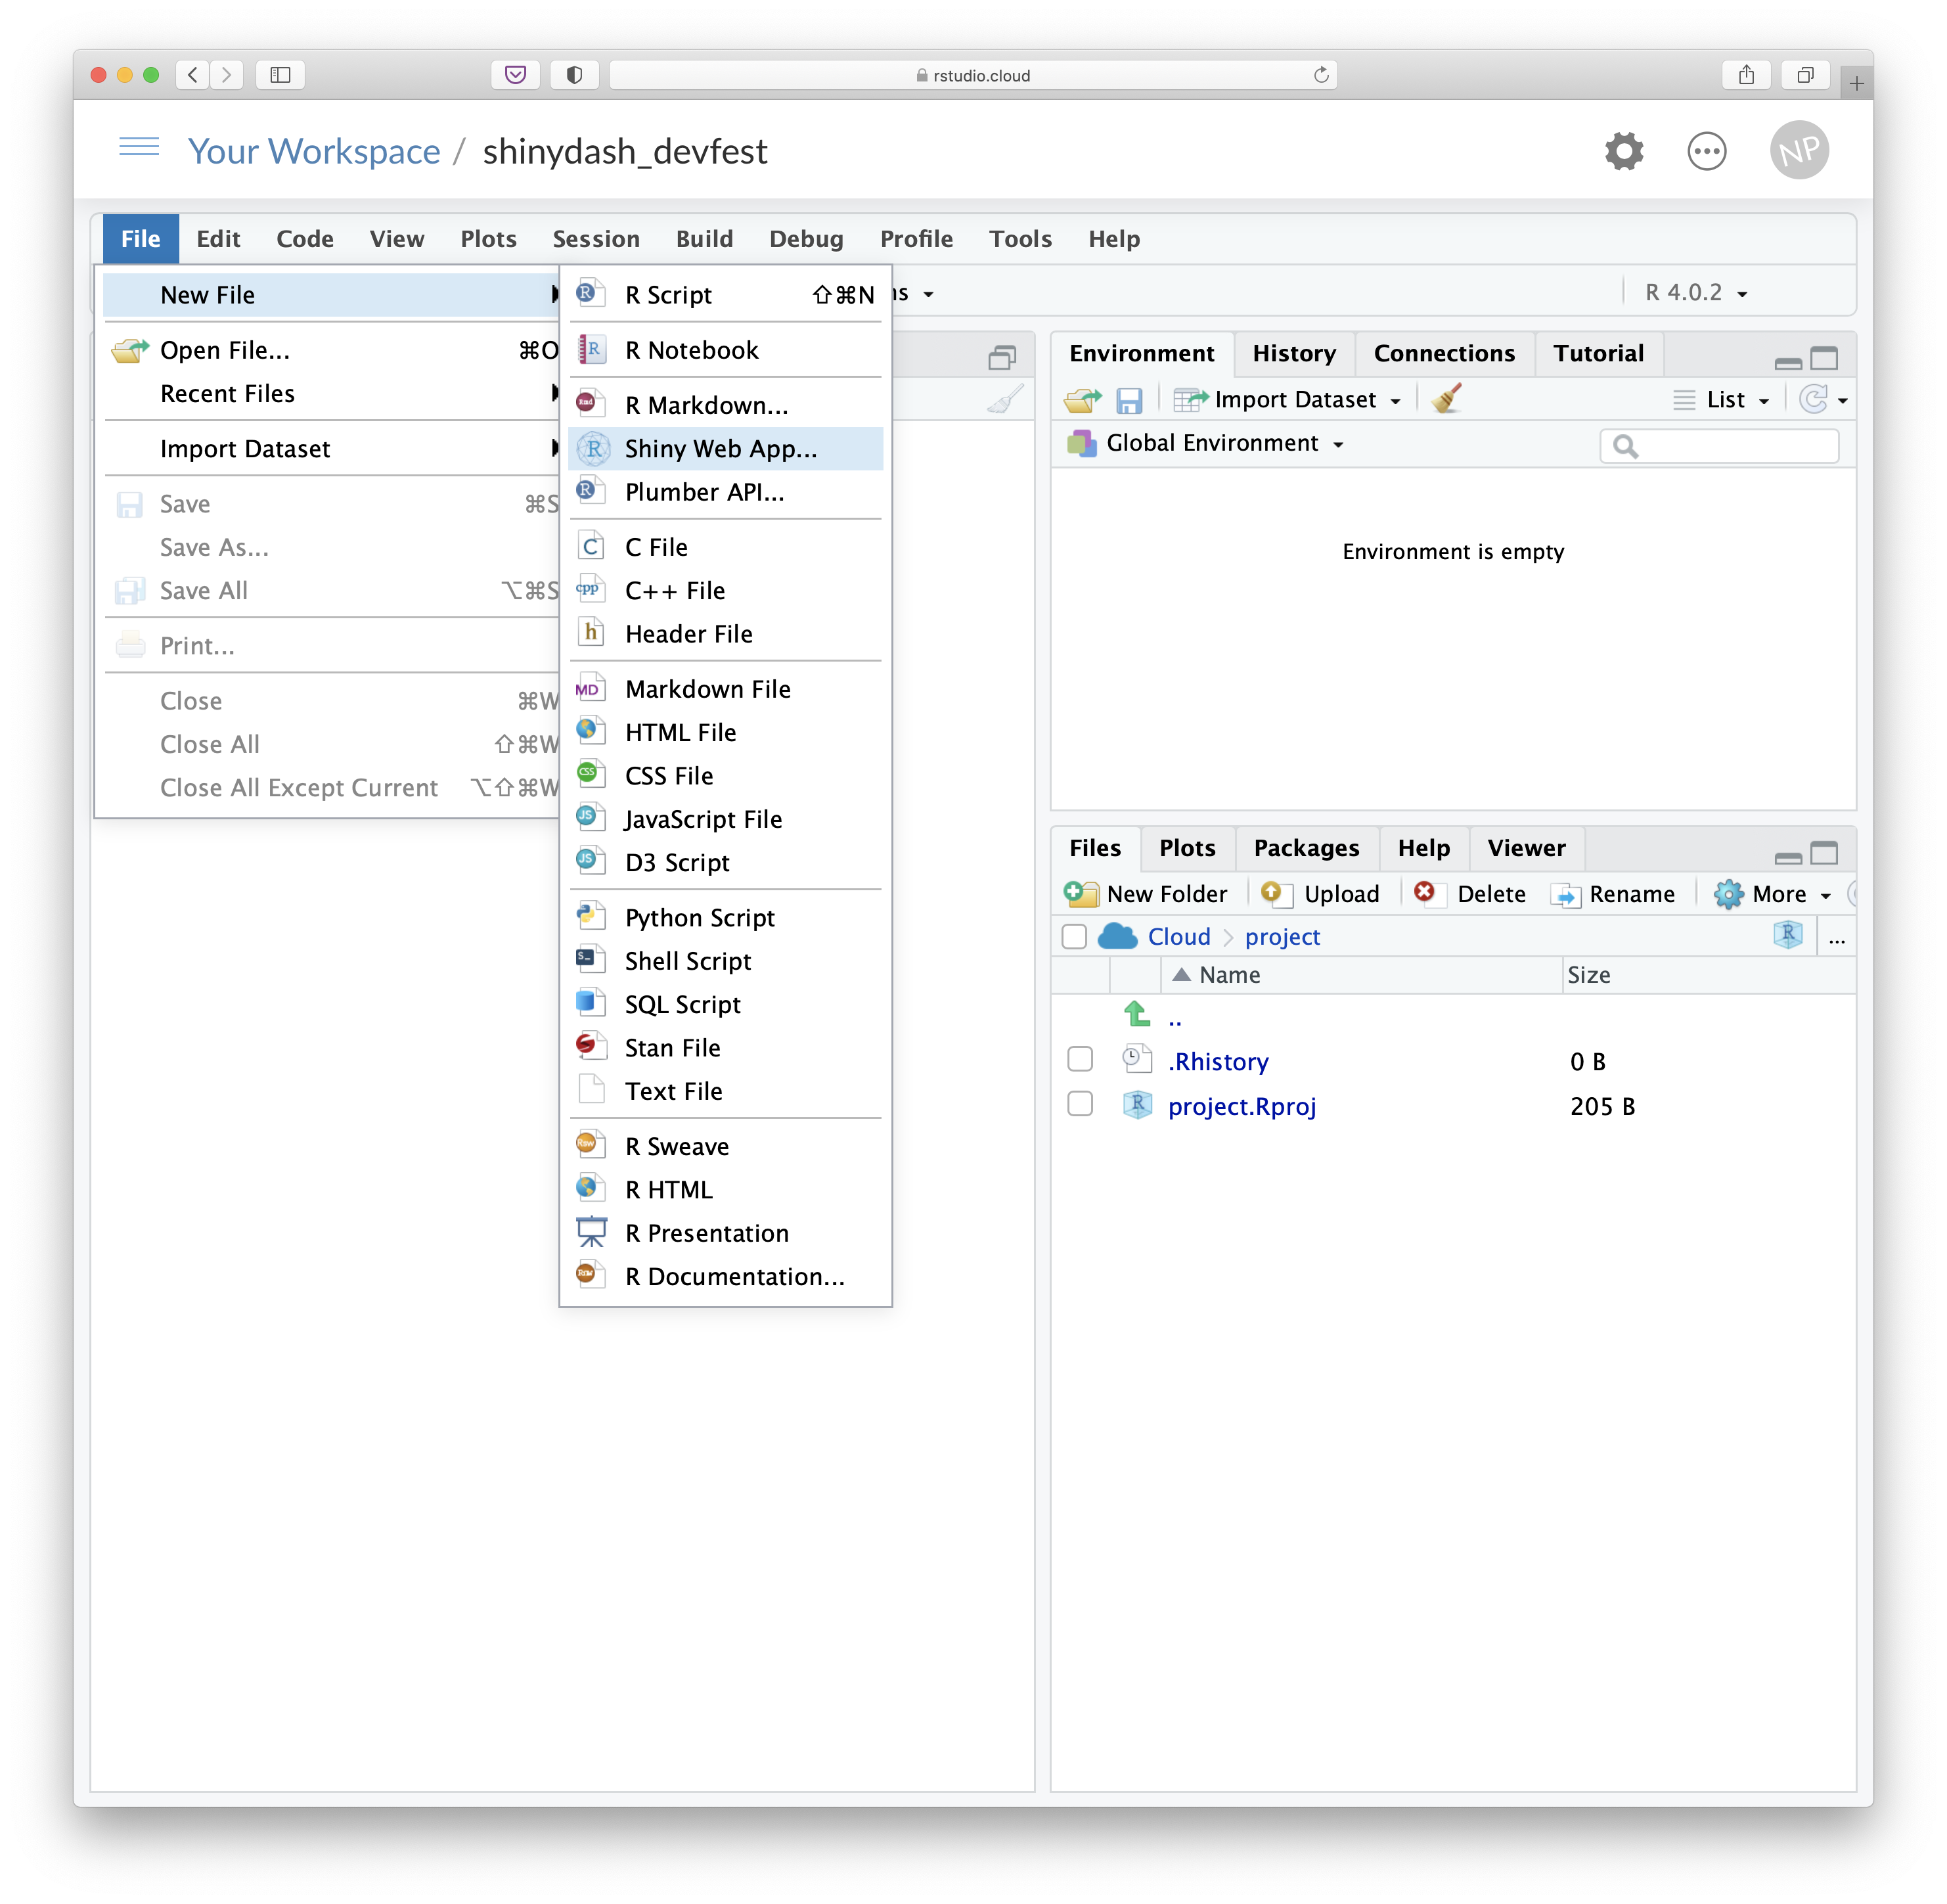 rstudio.cloud
Your Workspace / shinydash_devfest
NP
File Edit Code View Plots Session Build Debug Profile Tools Help
R 4.0.2
New File
Open File... ⌘O
Recent Files
Import Dataset
Save ⌘S
Save As...
Save All ⌥⌘S
Print...
Close ⌘W
Close All ⇧⌘W
Close All Except Current ⌥⇧⌘W
R Script ⇧⌘N
R Notebook
R Markdown...
Shiny Web App...
Plumber API...
C File
C++ File
Header File
Markdown File
HTML File
CSS File
JavaScript File
D3 Script
Python Script
Shell Script
SQL Script
Stan File
Text File
R Sweave
R HTML
R Presentation
R Documentation...
Environment History Connections Tutorial
Import Dataset List
Global Environment
Environment is empty
Files Plots Packages Help Viewer
New Folder Upload Delete Rename More
Cloud > project ...
Name Size
..
.Rhistory 0 B
project.Rproj 205 B